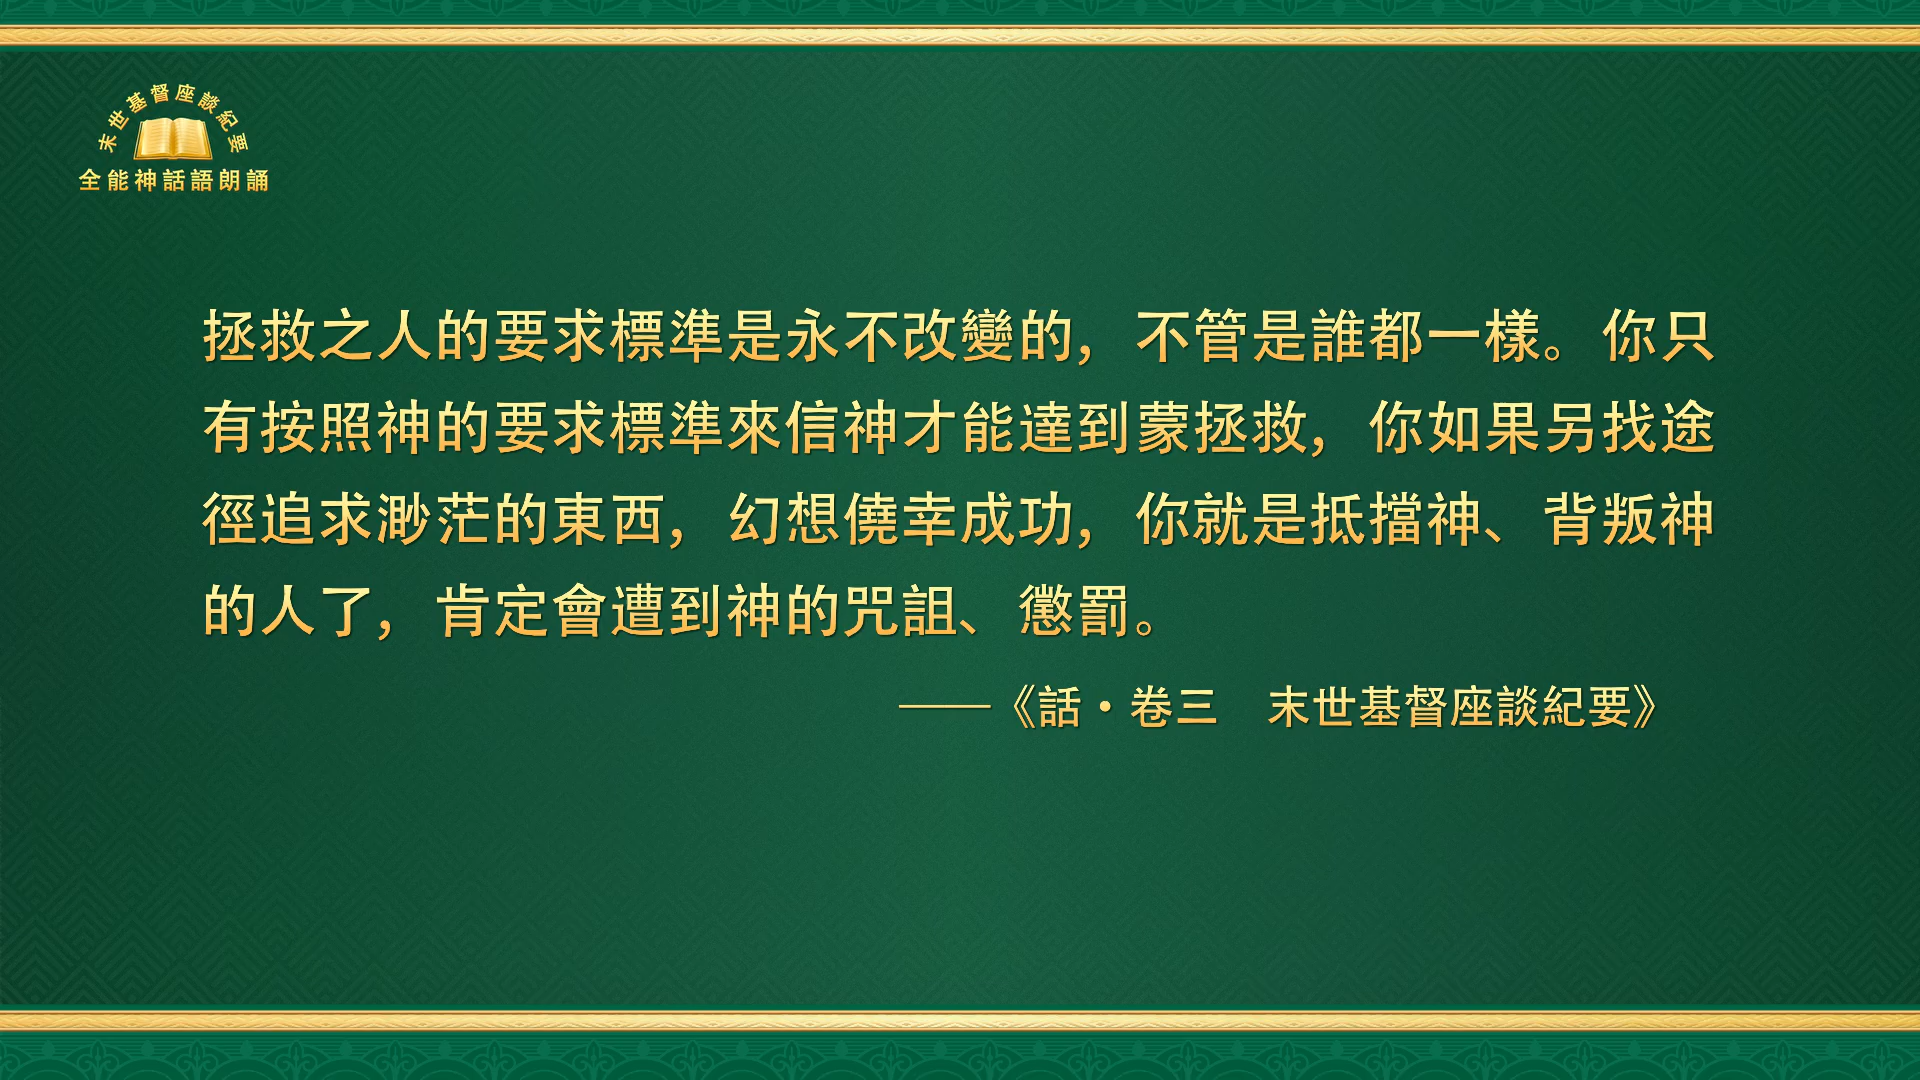 末世基督座談紀要
全能神話語朗誦
拯救之人的要求標準是永不改變的，不管是誰都一樣。你只
有按照神的要求標準來信神才能達到蒙拯救，你如果另找途
徑追求渺茫的東西，幻想僥幸成功，你就是抵擋神、背叛神
的人了，肯定會遭到神的咒詛、懲罰。
——《話・卷三　末世基督座談紀要》